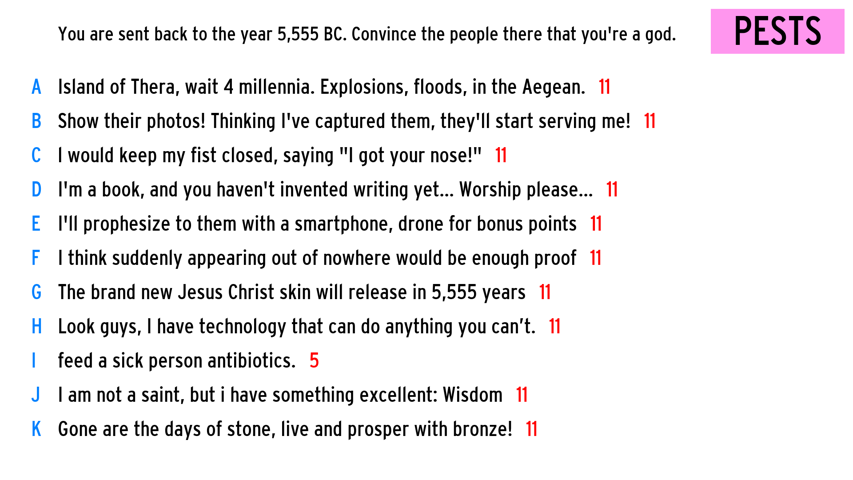 You are sent back to the year 5,555 BC. Convince the people there that you're a god.
PESTS
A Island of Thera, wait 4 millennia. Explosions, floods, in the Aegean. 11
B Show their photos! Thinking I've captured them, they'll start serving me! 11
C I would keep my fist closed, saying "I got your nose!" 11
D I'm a book, and you haven't invented writing yet... Worship please... 11
E I'll prophesize to them with a smartphone, drone for bonus points 11
F I think suddenly appearing out of nowhere would be enough proof 11
G The brand new Jesus Christ skin will release in 5,555 years 11
H Look guys, I have technology that can do anything you can’t. 11
I feed a sick person antibiotics. 5
J I am not a saint, but i have something excellent: Wisdom 11
K Gone are the days of stone, live and prosper with bronze! 11